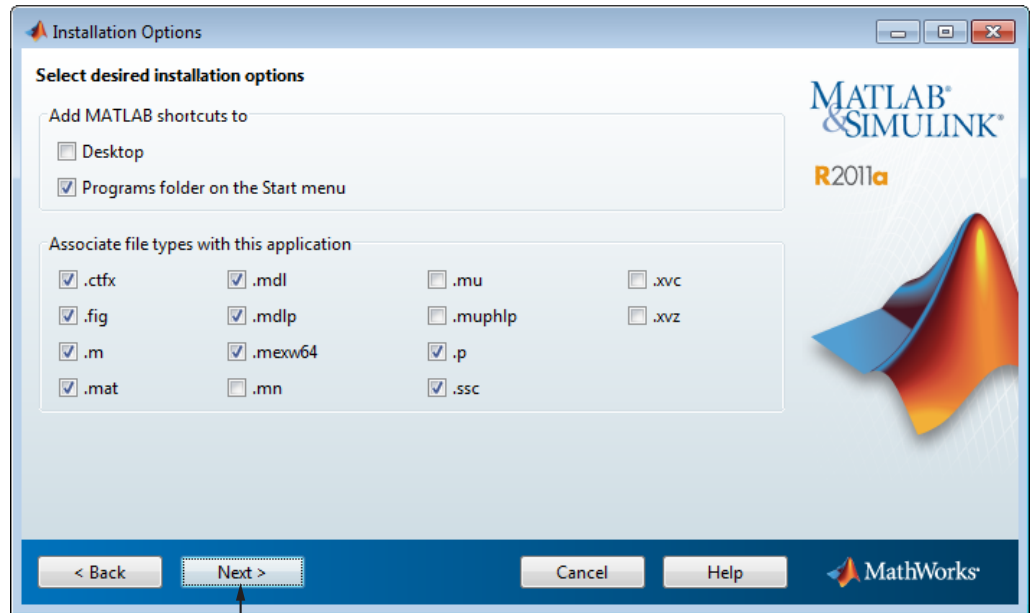 Installation Options
Select desired installation options
MATLAB®
&SIMULINK®
R2011a
Add MATLAB shortcuts to
Desktop
Programs folder on the Start menu
Associate file types with this application
.ctfx .mdl .mu .xvc
.fig .mdlp .muphlp .xvz
.m .mexw64 .p
.mat .mn .ssc
< Back Next > Cancel Help MathWorks®